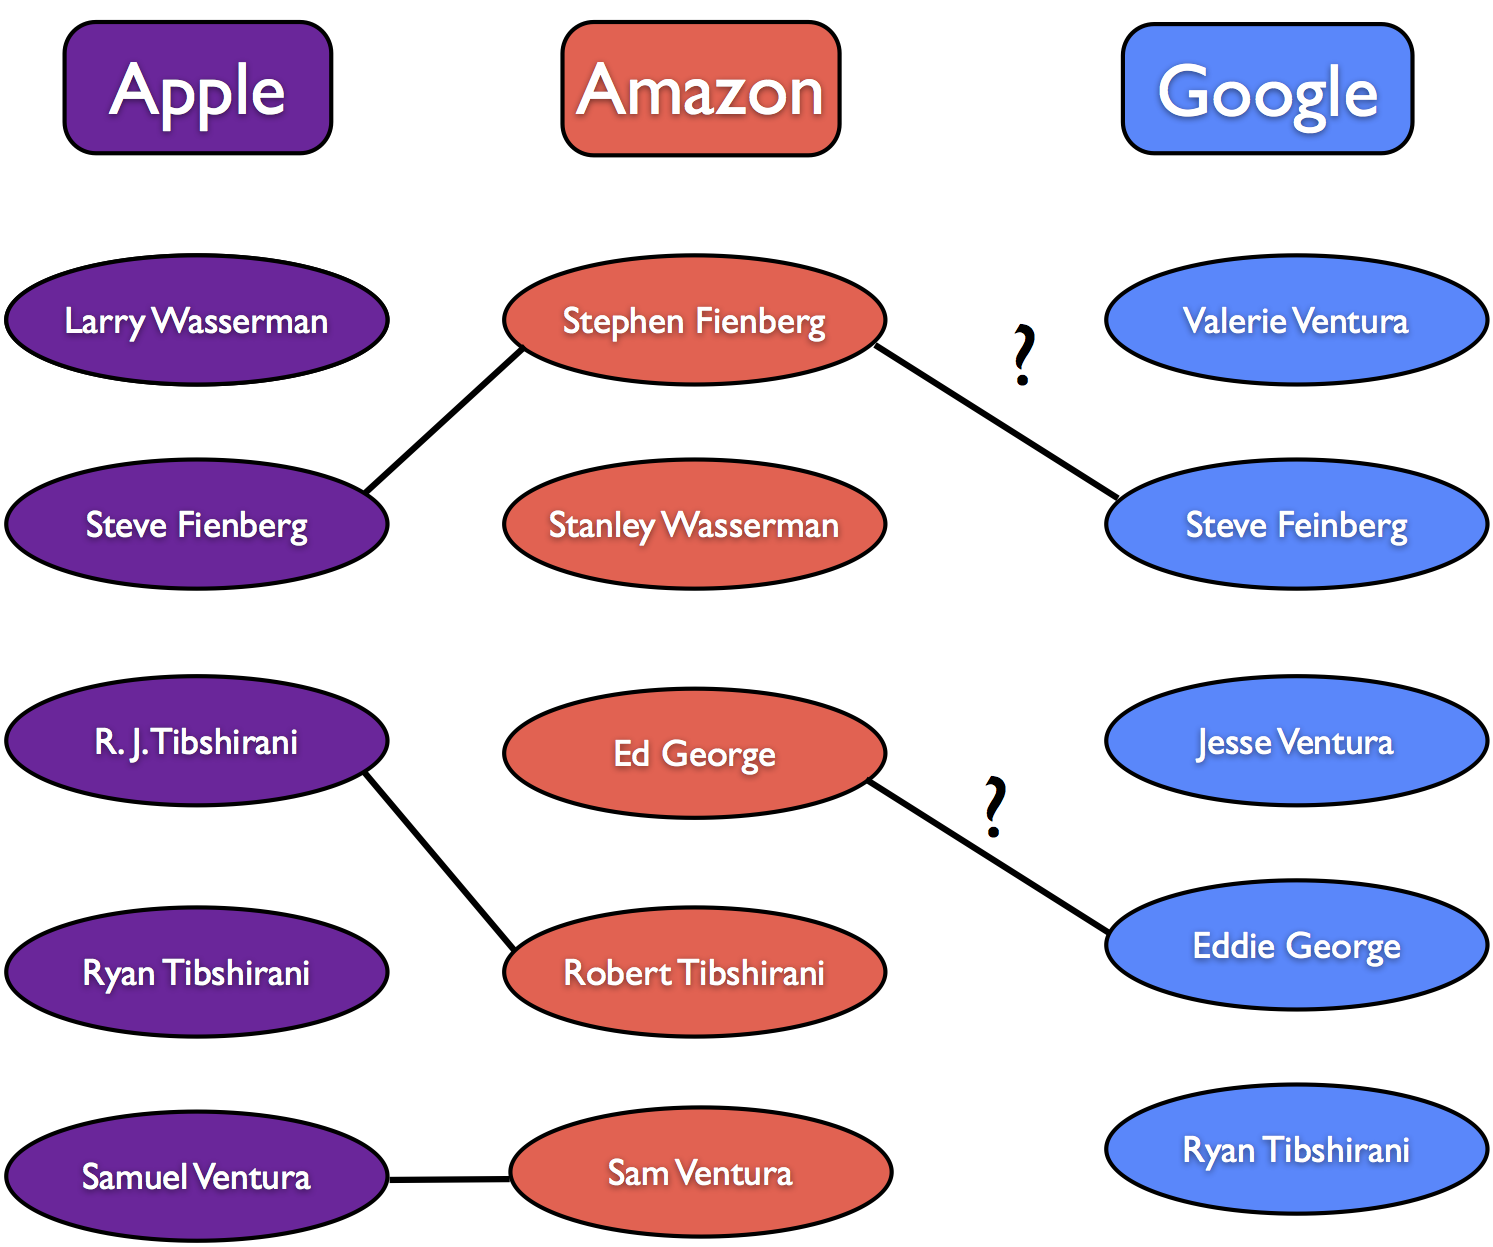 Apple
Amazon
Google
Larry Wasserman
Stephen Fienberg
Valerie Ventura
?
Steve Fienberg
Stanley Wasserman
Steve Feinberg
R. J. Tibshirani
Ed George
Jesse Ventura
?
Eddie George
Ryan Tibshirani
Robert Tibshirani
Samuel Ventura
Sam Ventura
Ryan Tibshirani